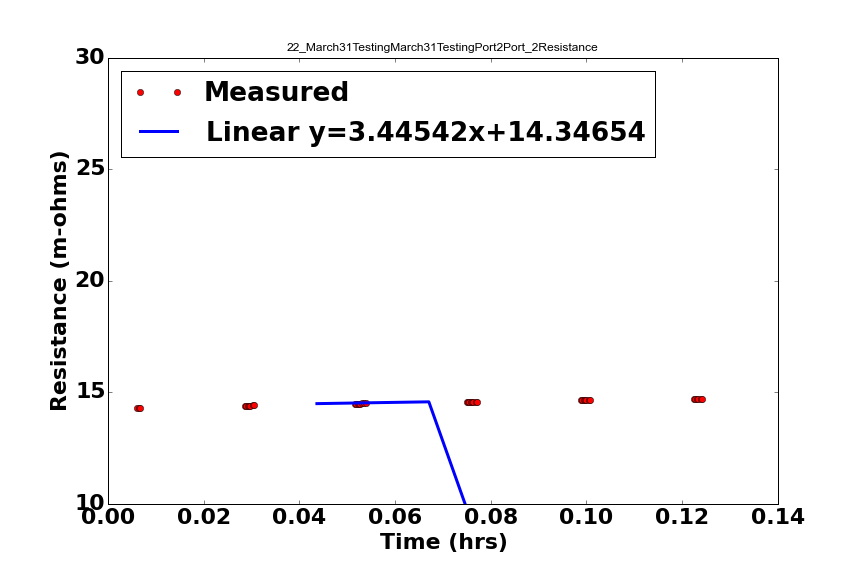 22_March31TestingMarch31TestingPort2Port_2Resistance
30
Measured
Linear y=3.44542x+14.34654
25
20
15
10
Resistance (m-ohms)
0.00 0.02 0.04 0.06 0.08 0.10 0.12 0.14
Time (hrs)